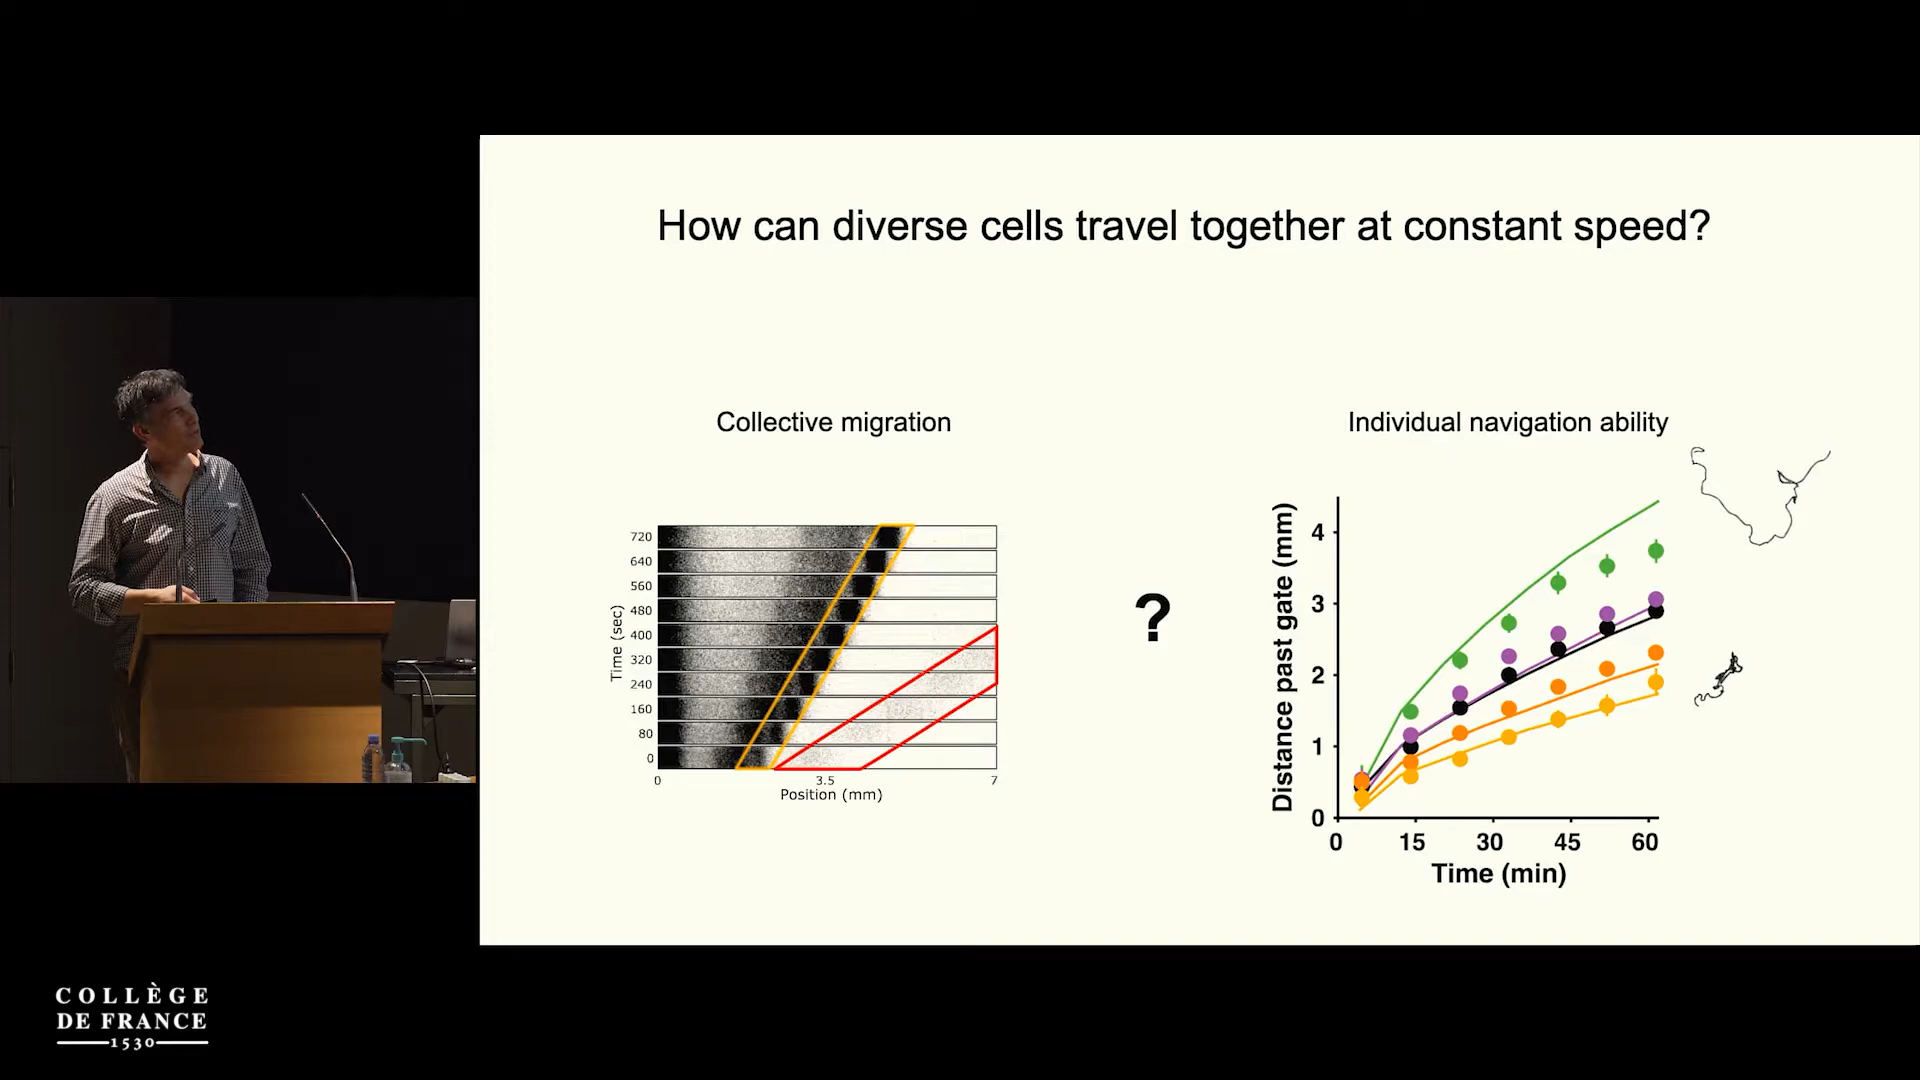 How can diverse cells travel together at constant speed?
Collective migration
Time (sec)
720
640
560
480
400
320
240
160
80
0
0 3.5 7
Position (mm)
?
Individual navigation ability
Distance past gate (mm)
4
3
2
1
0
0 15 30 45 60
Time (min)
COLLÈGE
DE FRANCE
1530